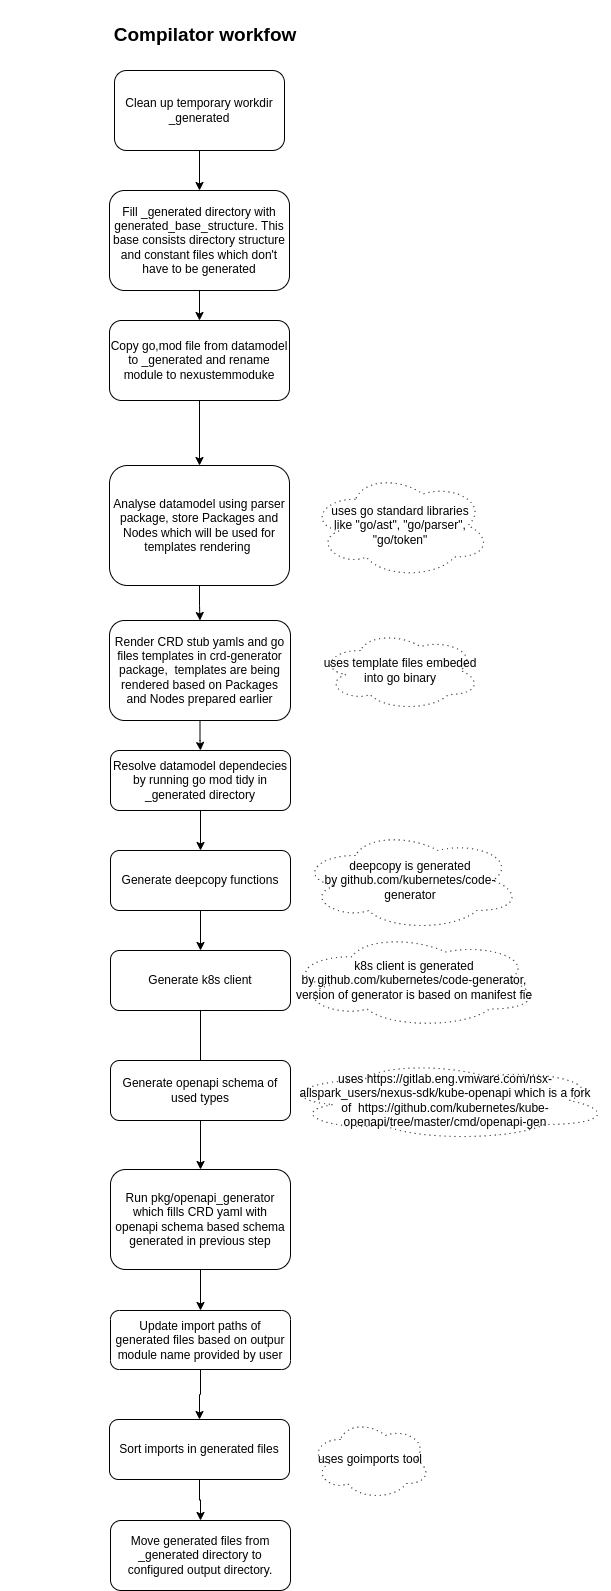 Compilator workfow
Clean up temporary workdir
_generated
Fill _generated directory with
generated_base_structure. This
base consists directory structure
and constant files which don't
have to be generated
Copy go,mod file from datamodel
to _generated and rename
module to nexustemmoduke
Analyse datamodel using parser
package, store Packages and
Nodes which will be used for
templates rendering
uses go standard libraries
like "go/ast", "go/parser",
"go/token"
Render CRD stub yamls and go
files templates in crd-generator
package,  templates are being
rendered based on Packages
and Nodes prepared earlier
uses template files embeded
into go binary
Resolve datamodel dependecies
by running go mod tidy in
_generated directory
Generate deepcopy functions
deepcopy is generated
by github.com/kubernetes/code-
generator
Generate k8s client
k8s client is generated
by github.com/kubernetes/code-generator,
version of generator is based on manifest fie
Generate openapi schema of
used types
uses https://gitlab.eng.vmware.com/nsx-
allspark_users/nexus-sdk/kube-openapi which is a fork
of  https://github.com/kubernetes/kube-
openapi/tree/master/cmd/openapi-gen
Run pkg/openapi_generator
which fills CRD yaml with
openapi schema based schema
generated in previous step
Update import paths of
generated files based on outpur
module name provided by user
Sort imports in generated files
uses goimports tool
Move generated files from
_generated directory to
configured output directory.